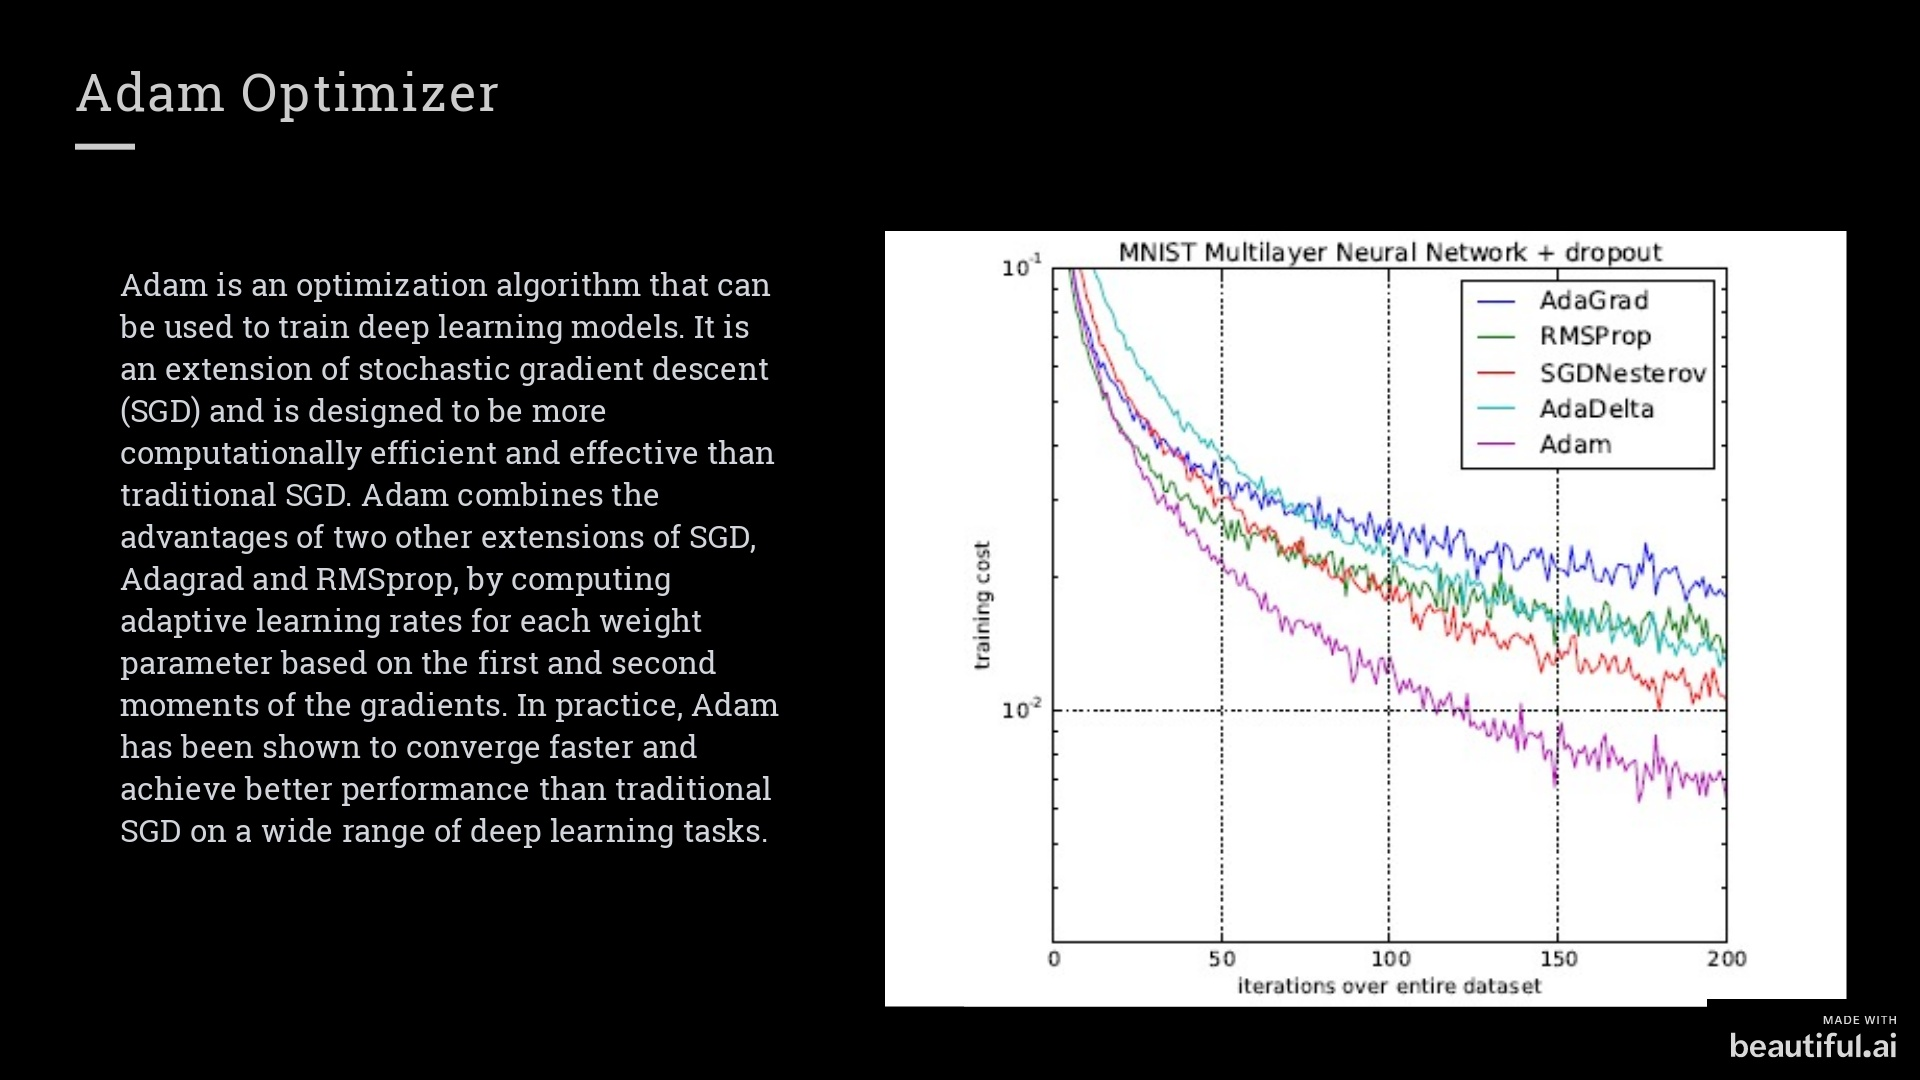 Adam Optimizer
Adam is an optimization algorithm that can
be used to train deep learning models. It is
an extension of stochastic gradient descent
(SGD) and is designed to be more
computationally efficient and effective than
traditional SGD. Adam combines the
advantages of two other extensions of SGD,
Adagrad and RMSprop, by computing
adaptive learning rates for each weight
parameter based on the first and second
moments of the gradients. In practice, Adam
has been shown to converge faster and
achieve better performance than traditional
SGD on a wide range of deep learning tasks.
MNIST Multilayer Neural Network + dropout
10⁻¹
AdaGrad
RMSProp
SGDNesterov
AdaDelta
Adam
training cost
10⁻²
0 50 100 150 200
iterations over entire dataset
MADE WITH
beautiful.ai